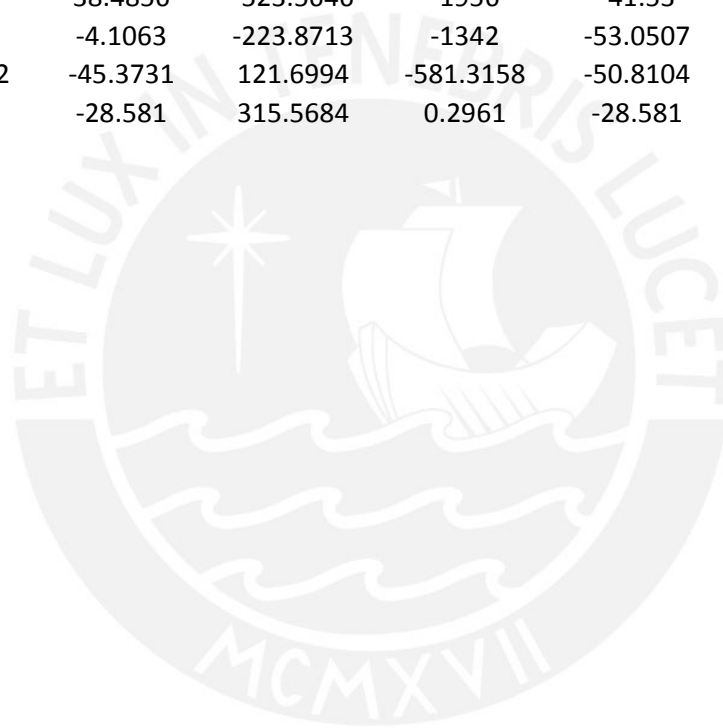 -4.1063 -223.8713 -1342 -53.0507
2 -45.3731 121.6994 -581.3158 -50.8104
-28.581 315.5684 0.2961 -28.581
ET LUX IN TENEBRIS LUCET
MCMXVII